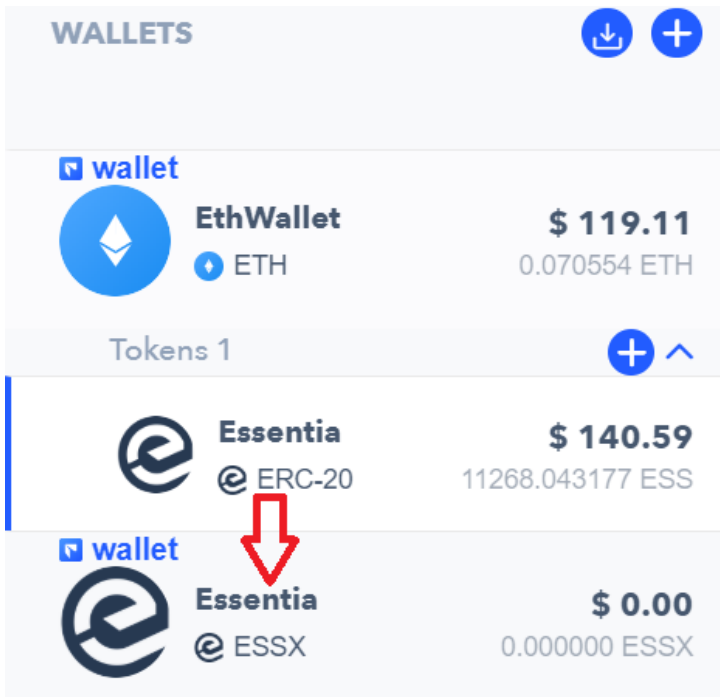 WALLETS
wallet
EthWallet $ 119.11
ETH 0.070554 ETH
Tokens 1
Essentia $ 140.59
ERC-20 11268.043177 ESS
wallet
Essentia $ 0.00
ESSX 0.000000 ESSX